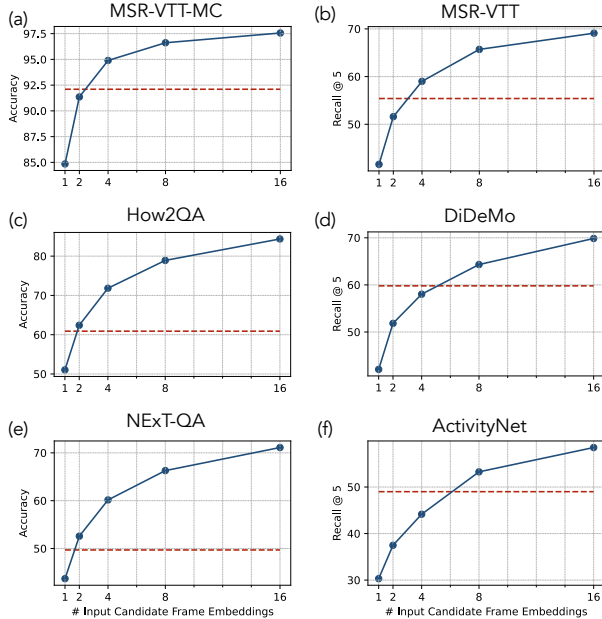 (a) MSR-VTT-MC
Accuracy
97.5
95.0
92.5
90.0
87.5
85.0
1 2 4 8 16
(b) MSR-VTT
Recall @ 5
70
60
50
1 2 4 8 16
(c) How2QA
Accuracy
80
70
60
50
1 2 4 8 16
(d) DiDeMo
Recall @ 5
70
60
50
1 2 4 8 16
(e) NExT-QA
Accuracy
70
60
50
1 2 4 8 16
# Input Candidate Frame Embeddings
(f) ActivityNet
Recall @ 5
50
40
30
1 2 4 8 16
# Input Candidate Frame Embeddings